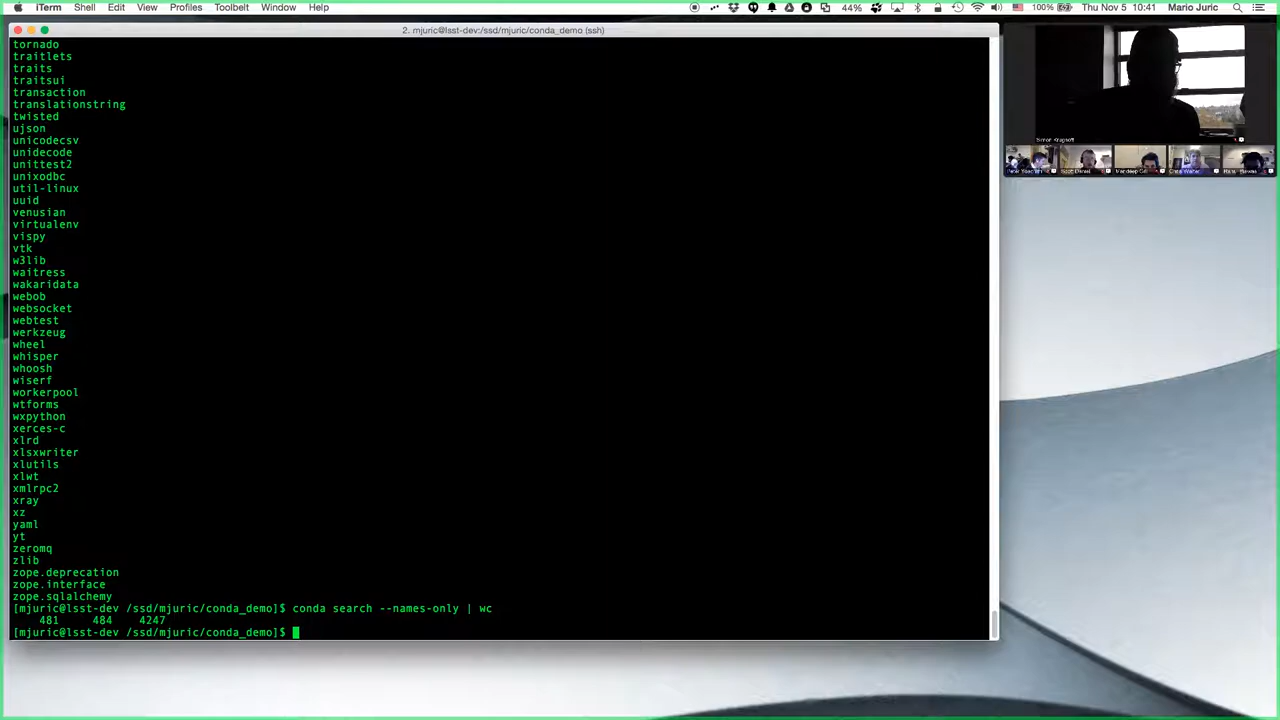 iTerm Shell Edit View Profiles Toolbelt Window Help 44% 100% Thu Nov 5 10:41 Mario Juric
2. mjuric@lsst-dev:/ssd/mjuric/conda_demo (ssh)
tornado
traitlets
traits
traitsui
transaction
translationstring
twisted
ujson
unicodecsv
unidecode
unittest2
unixodbc
util-linux
uuid
venusian
virtualenv
vispy
vtk
w3lib
waitress
wakaridata
webob
websocket
webtest
werkzeug
wheel
whisper
whoosh
wiserf
workerpool
wtforms
wxpython
xerces-c
xlrd
xlsxwriter
xlutils
xlwt
xmlrpc2
xray
xz
yaml
yt
zeromq
zlib
zope.deprecation
zope.interface
zope.sqlalchemy
[mjuric@lsst-dev /ssd/mjuric/conda_demo]$ conda search --names-only | wc
481 484 4247
[mjuric@lsst-dev /ssd/mjuric/conda_demo]$
Simon Krughoff
Scott Daniel